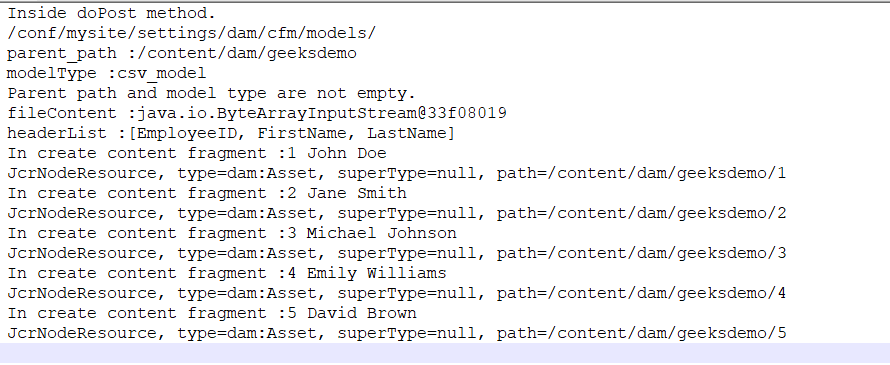 Inside doPost method.
/conf/mysite/settings/dam/cfm/models/
parent_path :/content/dam/geeksdemo
modelType :csv_model
Parent path and model type are not empty.
fileContent :java.io.ByteArrayInputStream@33f08019
headerList :[EmployeeID, FirstName, LastName]
In create content fragment :1 John Doe
JcrNodeResource, type=dam:Asset, superType=null, path=/content/dam/geeksdemo/1
In create content fragment :2 Jane Smith
JcrNodeResource, type=dam:Asset, superType=null, path=/content/dam/geeksdemo/2
In create content fragment :3 Michael Johnson
JcrNodeResource, type=dam:Asset, superType=null, path=/content/dam/geeksdemo/3
In create content fragment :4 Emily Williams
JcrNodeResource, type=dam:Asset, superType=null, path=/content/dam/geeksdemo/4
In create content fragment :5 David Brown
JcrNodeResource, type=dam:Asset, superType=null, path=/content/dam/geeksdemo/5